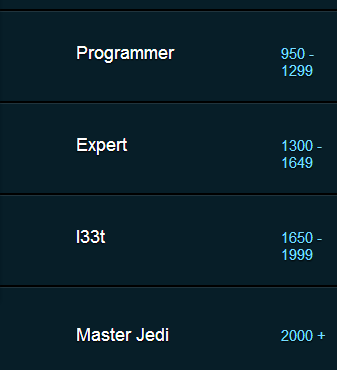 Programmer
950 -
1299
Expert
1300 -
1649
l33t
1650 -
1999
Master Jedi
2000 +